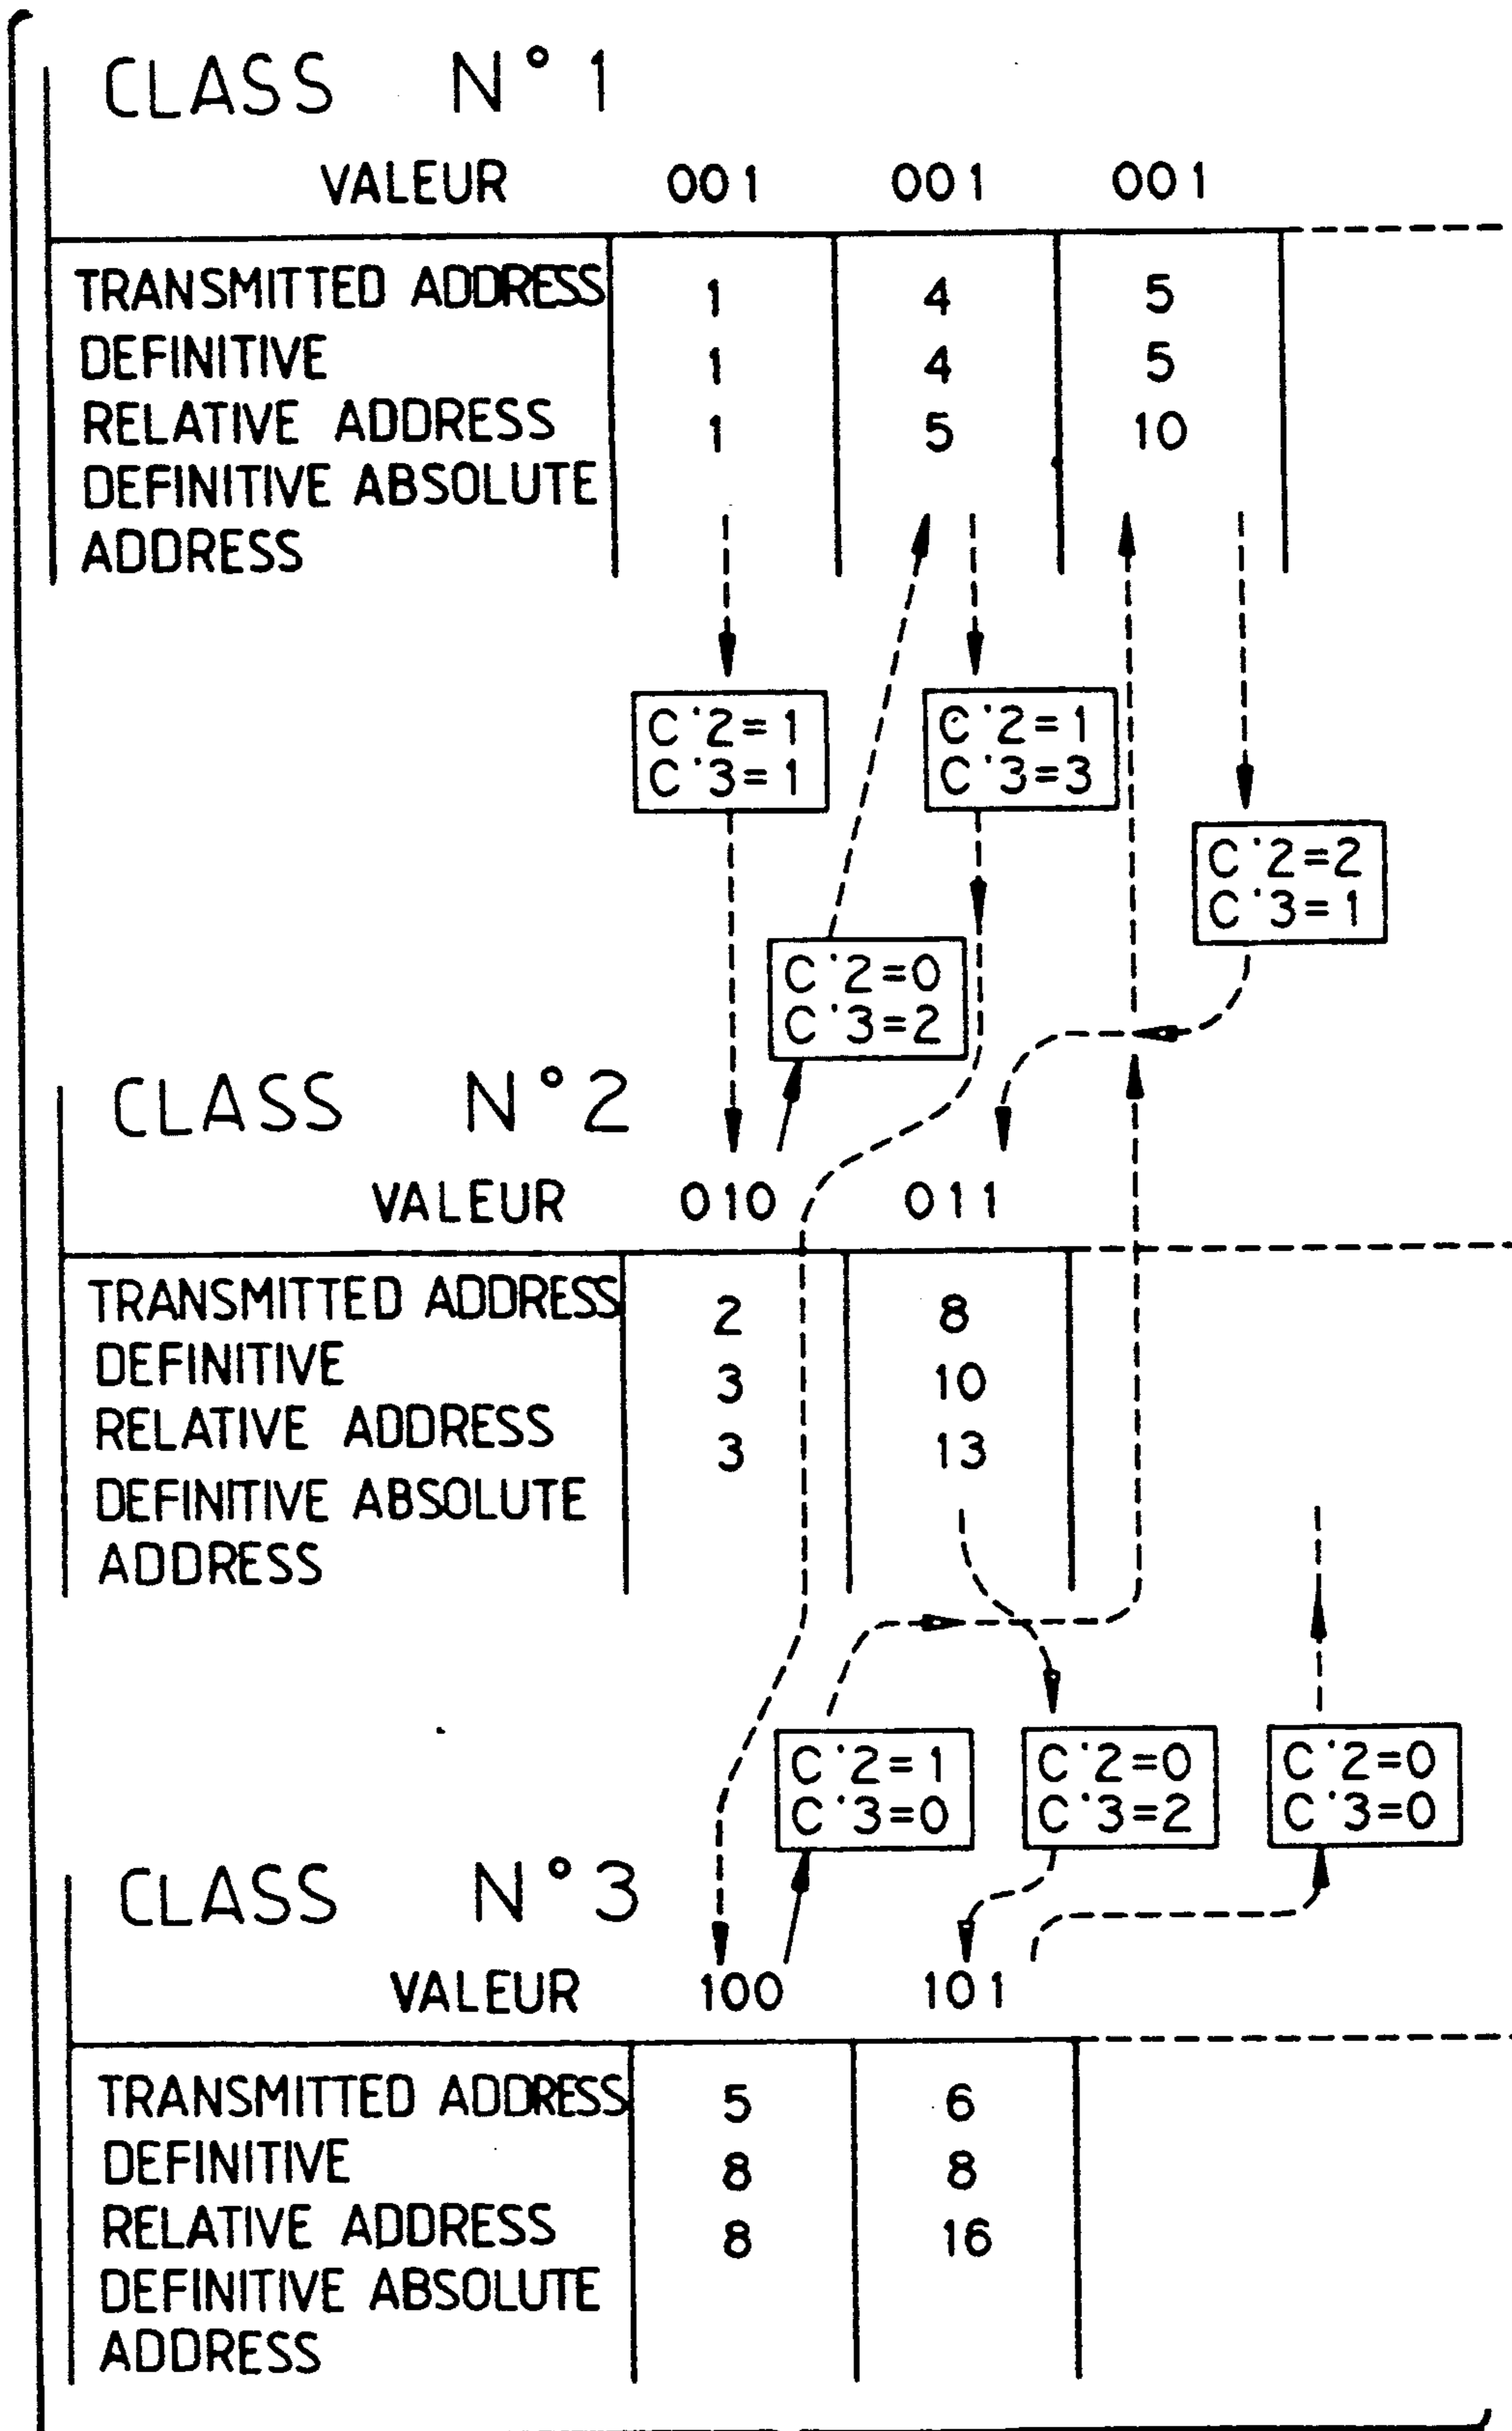 CLASS N°1
VALEUR 001 001 001
TRANSMITTED ADDRESS 1 4 5
DEFINITIVE 1 4 5
RELATIVE ADDRESS 1 5 10
DEFINITIVE ABSOLUTE
ADDRESS
C'2=1 C'2=1
C'3=1 C'3=3
C'2=2
C'3=1
C'2=0
C'3=2
CLASS N°2
VALEUR 010 011
TRANSMITTED ADDRESS 2 8
DEFINITIVE 3 10
RELATIVE ADDRESS 3 13
DEFINITIVE ABSOLUTE
ADDRESS
C'2=1 C'2=0 C'2=0
C'3=0 C'3=2 C'3=0
CLASS N°3
VALEUR 100 101
TRANSMITTED ADDRESS 5 6
DEFINITIVE 8 8
RELATIVE ADDRESS 8 16
DEFINITIVE ABSOLUTE
ADDRESS